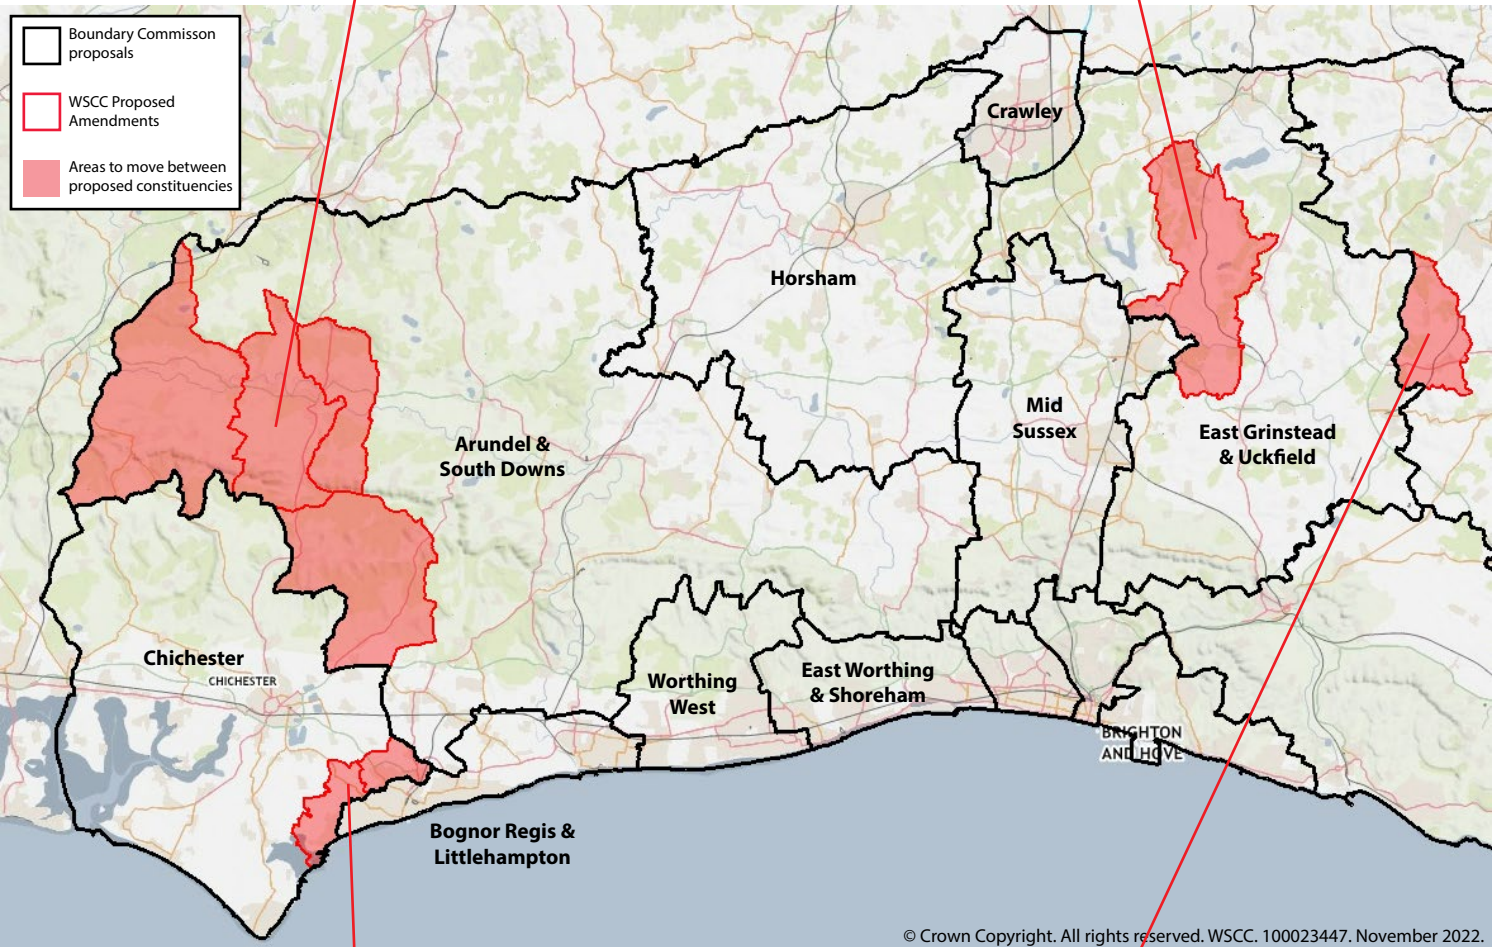 Boundary Commisson
proposals
WSCC Proposed
Amendments
Areas to move between
proposed constituencies
Crawley
Horsham
Mid
Sussex
East Grinstead
& Uckfield
Arundel &
South Downs
Chichester
CHICHESTER
Worthing
West
East Worthing
& Shoreham
BRIGHTON
AND HOVE
Bognor Regis &
Littlehampton
© Crown Copyright. All rights reserved. WSCC. 100023447. November 2022.